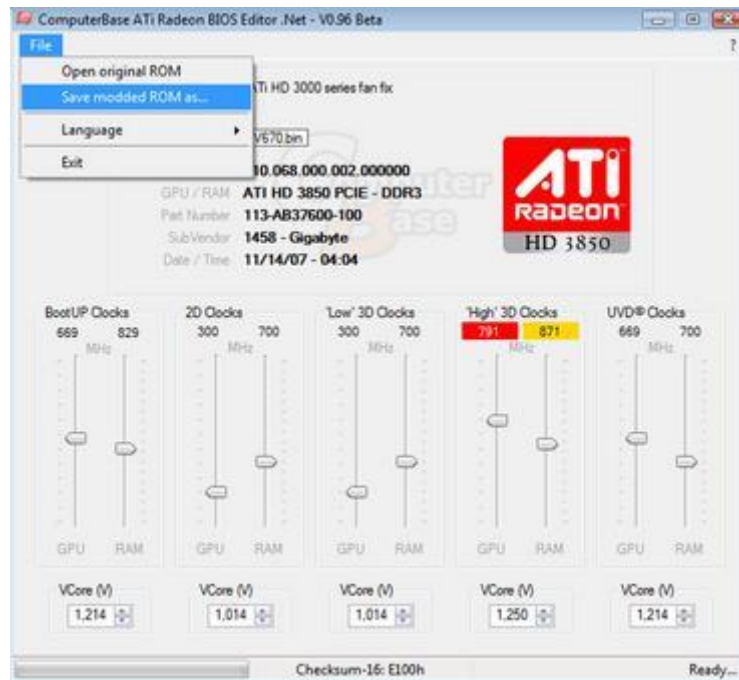 ComputerBase ATi Radeon BIOS Editor .Net - V0.96 Beta
File
?
Open original ROM
Save modded ROM as...
Language
Exit
ATi HD 3000 series fan fix
V670.bin
10.068.000.002.000000
GPU / RAM ATI HD 3850 PCIE - DDR3
Part Number 113-AB37600-100
SubVendor 1458 - Gigabyte
Date / Time 11/14/07 - 04:04
Computer
Base
ATI
RADEON
HD 3850
BootUP Clocks 2D Clocks 'Low' 3D Clocks 'High' 3D Clocks UVD® Clocks
669 829 300 700 300 700 791 871 669 700
MHz MHz MHz MHz MHz
GPU RAM GPU RAM GPU RAM GPU RAM GPU RAM
VCore (V) VCore (V) VCore (V) VCore (V) VCore (V)
1,214 1,014 1,014 1,250 1,214
Checksum-16: E100h
Ready...